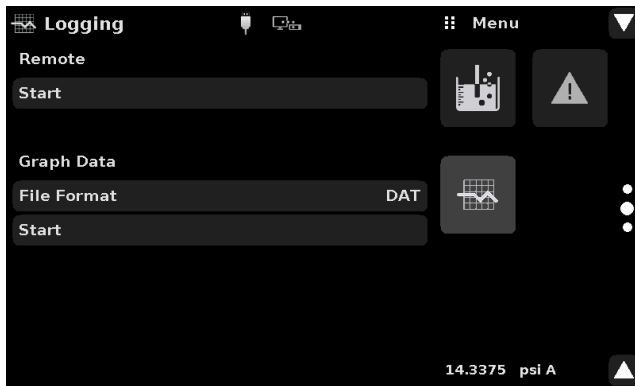 Logging
Menu
Remote
Start
Graph Data
File Format DAT
Start
14.3375 psi A